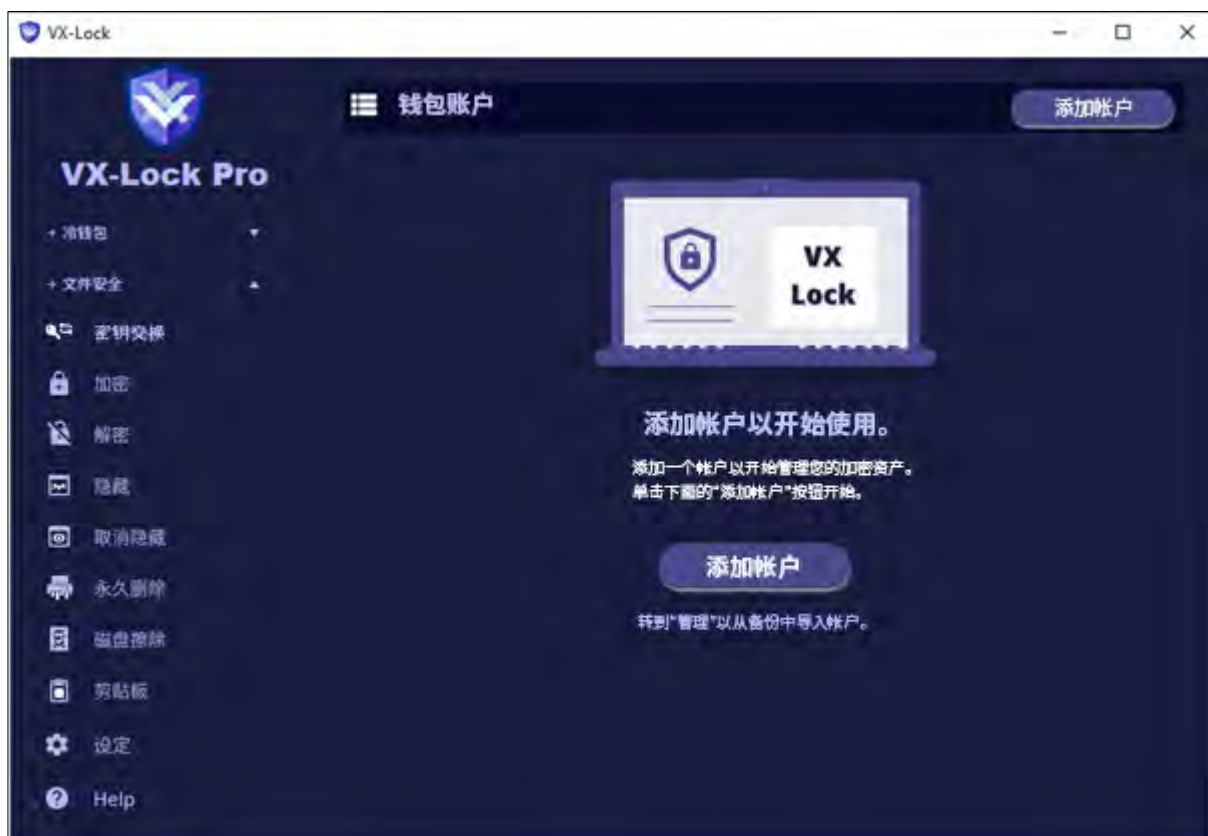 VX-Lock
VX-Lock Pro
+ 冷钱包
+ 文件安全
密钥交换
加密
解密
隐藏
取消隐藏
永久删除
磁盘擦除
剪贴板
设定
Help
钱包账户
添加帐户
VX
Lock
添加帐户以开始使用。
添加一个帐户以开始管理您的加密资产。
单击下面的“添加帐户”按钮开始。
添加帐户
转到“管理”以从备份中导入帐户。